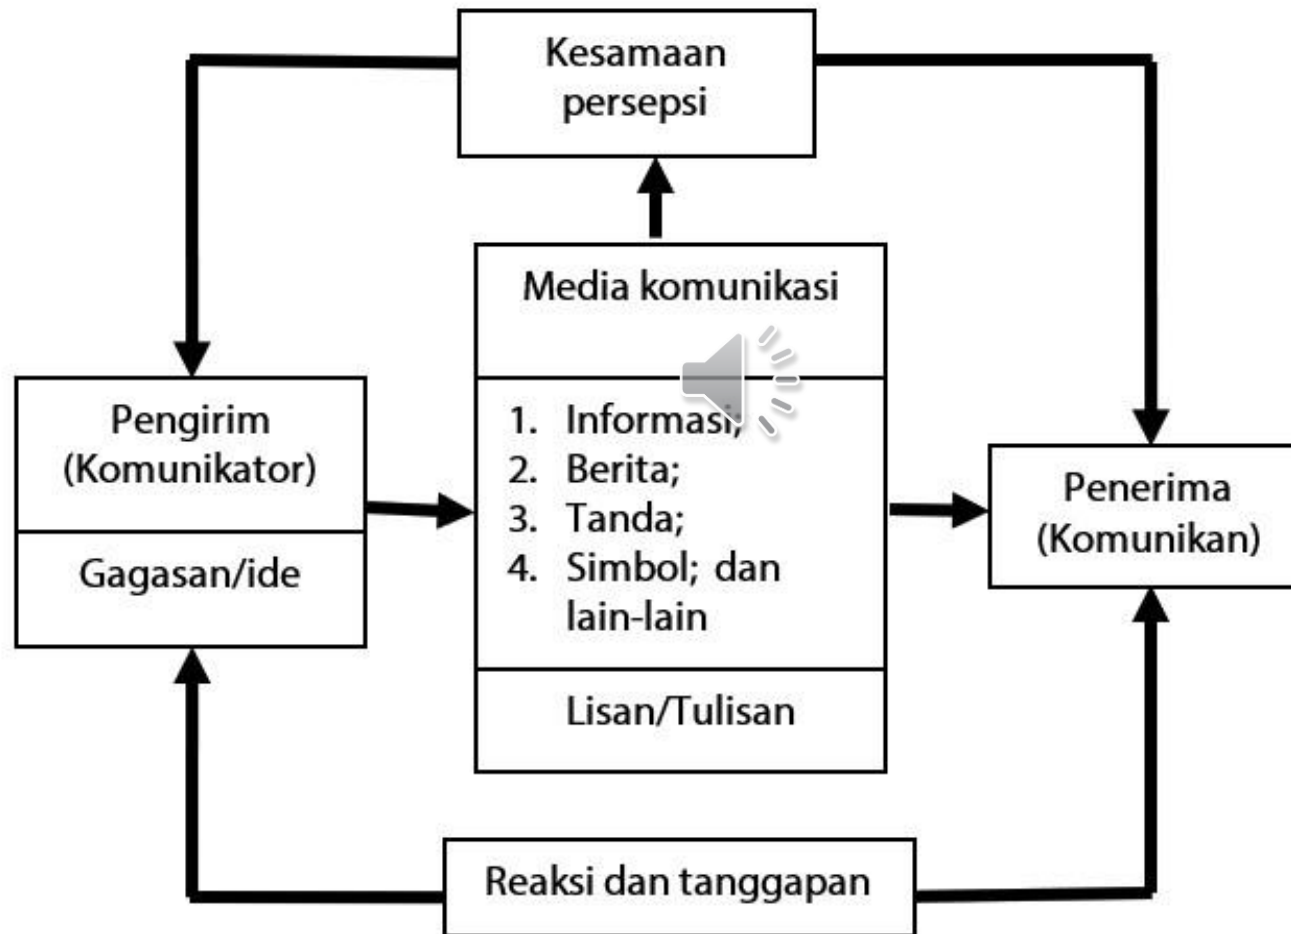 Kesamaan
persepsi
Media komunikasi
Pengirim
(Komunikator)
Gagasan/ide
1. Informasi;
2. Berita;
3. Tanda;
4. Simbol; dan
lain-lain
Lisan/Tulisan
Penerima
(Komunikan)
Reaksi dan tanggapan